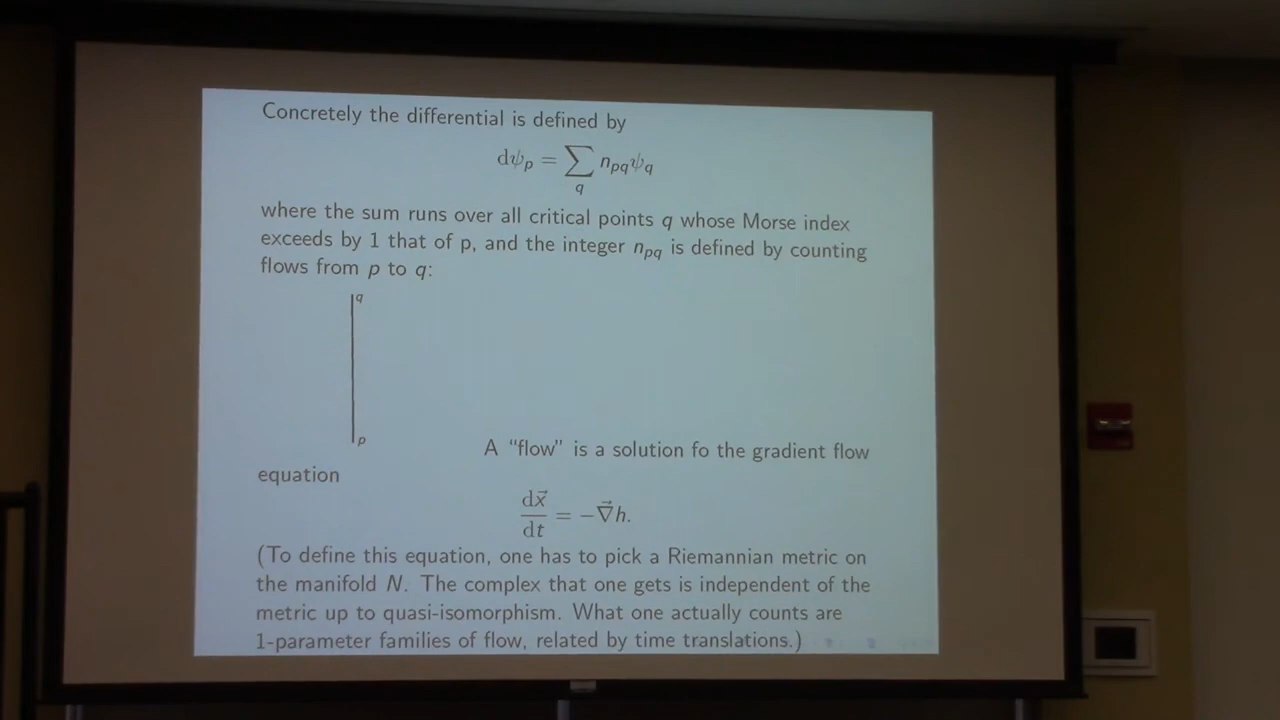 Concretely the differential is defined by
dψ_p = ∑_q n_pq ψ_q
where the sum runs over all critical points q whose Morse index
exceeds by 1 that of p, and the integer n_pq is defined by counting
flows from p to q:
q
p
A “flow” is a solution fo the gradient flow
equation
dx⃗/dt = −∇⃗h.
(To define this equation, one has to pick a Riemannian metric on
the manifold N. The complex that one gets is independent of the
metric up to quasi-isomorphism. What one actually counts are
1-parameter families of flow, related by time translations.)